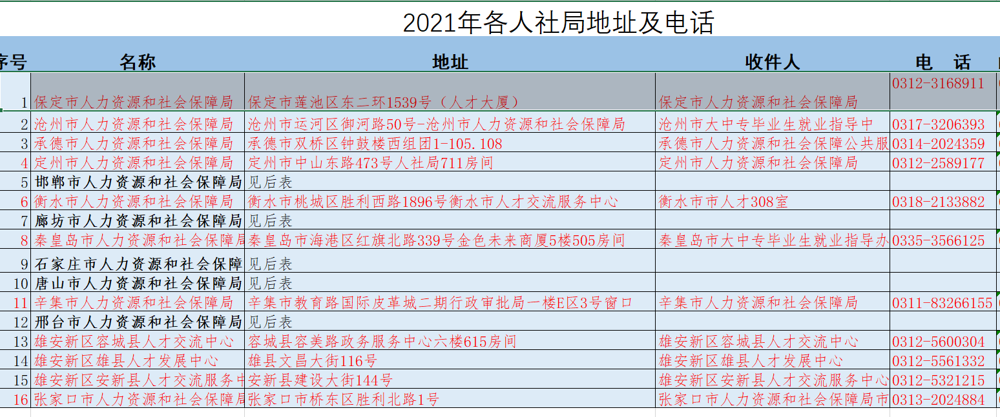 2021年各人社局地址及电话
序号 名称 地址 收件人 电 话
1 保定市人力资源和社会保障局 保定市莲池区东二环1539号（人才大厦） 保定市人力资源和社会保障局 0312-3168911
2 沧州市人力资源和社会保障局 沧州市运河区御河路50号-沧州市人力资源和社会保障局 沧州市大中专毕业生就业指导中 0317-3206393
3 承德市人力资源和社会保障局 承德市双桥区钟鼓楼西组团1-105.108 承德市人力资源和社会保障公共服 0314-2024359
4 定州市人力资源和社会保障局 定州市中山东路473号人社局711房间 定州市人力资源和社会保障局 0312-2589177
5 邯郸市人力资源和社会保障局 见后表
6 衡水市人力资源和社会保障局 衡水市桃城区胜利西路1896号衡水市人才交流服务中心 衡水市市人才308室 0318-2133882
7 廊坊市人力资源和社会保障局 见后表
8 秦皇岛市人力资源和社会保障局 秦皇岛市海港区红旗北路339号金色未来商厦5楼505房间 秦皇岛市大中专毕业生就业指导办 0335-3566125
9 石家庄市人力资源和社会保障 见后表
10 唐山市人力资源和社会保障局 见后表
11 辛集市人力资源和社会保障局 辛集市教育路国际皮革城二期行政审批局一楼E区3号窗口 辛集市人力资源和社会保障局 0311-83266155
12 邢台市人力资源和社会保障局 见后表
13 雄安新区容城县人才交流中心 容城县容美路政务服务中心六楼615房间 雄安新区容城县人才交流中心 0312-5600304
14 雄安新区雄县人才发展中心 雄县文昌大街116号 雄安新区雄县人才发展中心 0312-5561332
15 雄安新区安新县人才交流服务中 安新县建设大街144号 雄安新区安新县人才交流服务中心 0312-5321215
16 张家口市人力资源和社会保障局 张家口市桥东区胜利北路1号 张家口市人力资源和社会保障局市 0313-2024884